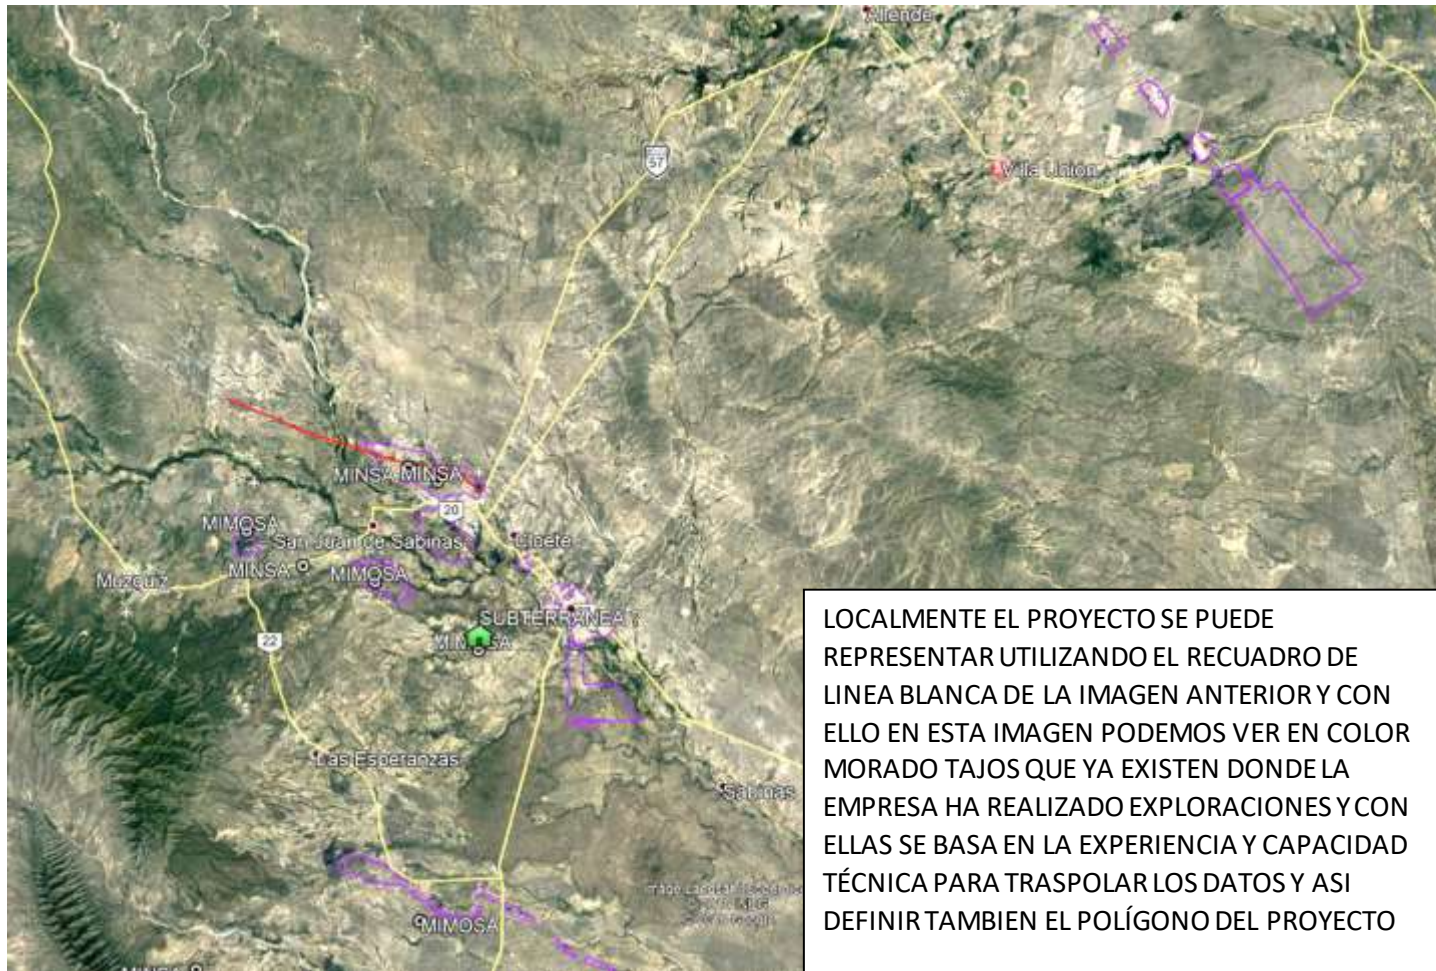 Allende
57
Villa Unión
MINSA MINSA
20
MIMOSA
San Juan de Sabinas
Cloete
MINSA
MIMOSA
Muzquiz
SUBTERRANEA Y
MIMOSA
22
Las Esperanzas
Sabinas
MIMOSA
MINSA
LOCALMENTE EL PROYECTO SE PUEDE
REPRESENTAR UTILIZANDO EL RECUADRO DE
LINEA BLANCA DE LA IMAGEN ANTERIOR Y CON
ELLO EN ESTA IMAGEN PODEMOS VER EN COLOR
MORADO TAJOS QUE YA EXISTEN DONDE LA
EMPRESA HA REALIZADO EXPLORACIONES Y CON
ELLAS SE BASA EN LA EXPERIENCIA Y CAPACIDAD
TÉCNICA PARA TRASPOLAR LOS DATOS Y ASI
DEFINIR TAMBIEN EL POLÍGONO DEL PROYECTO